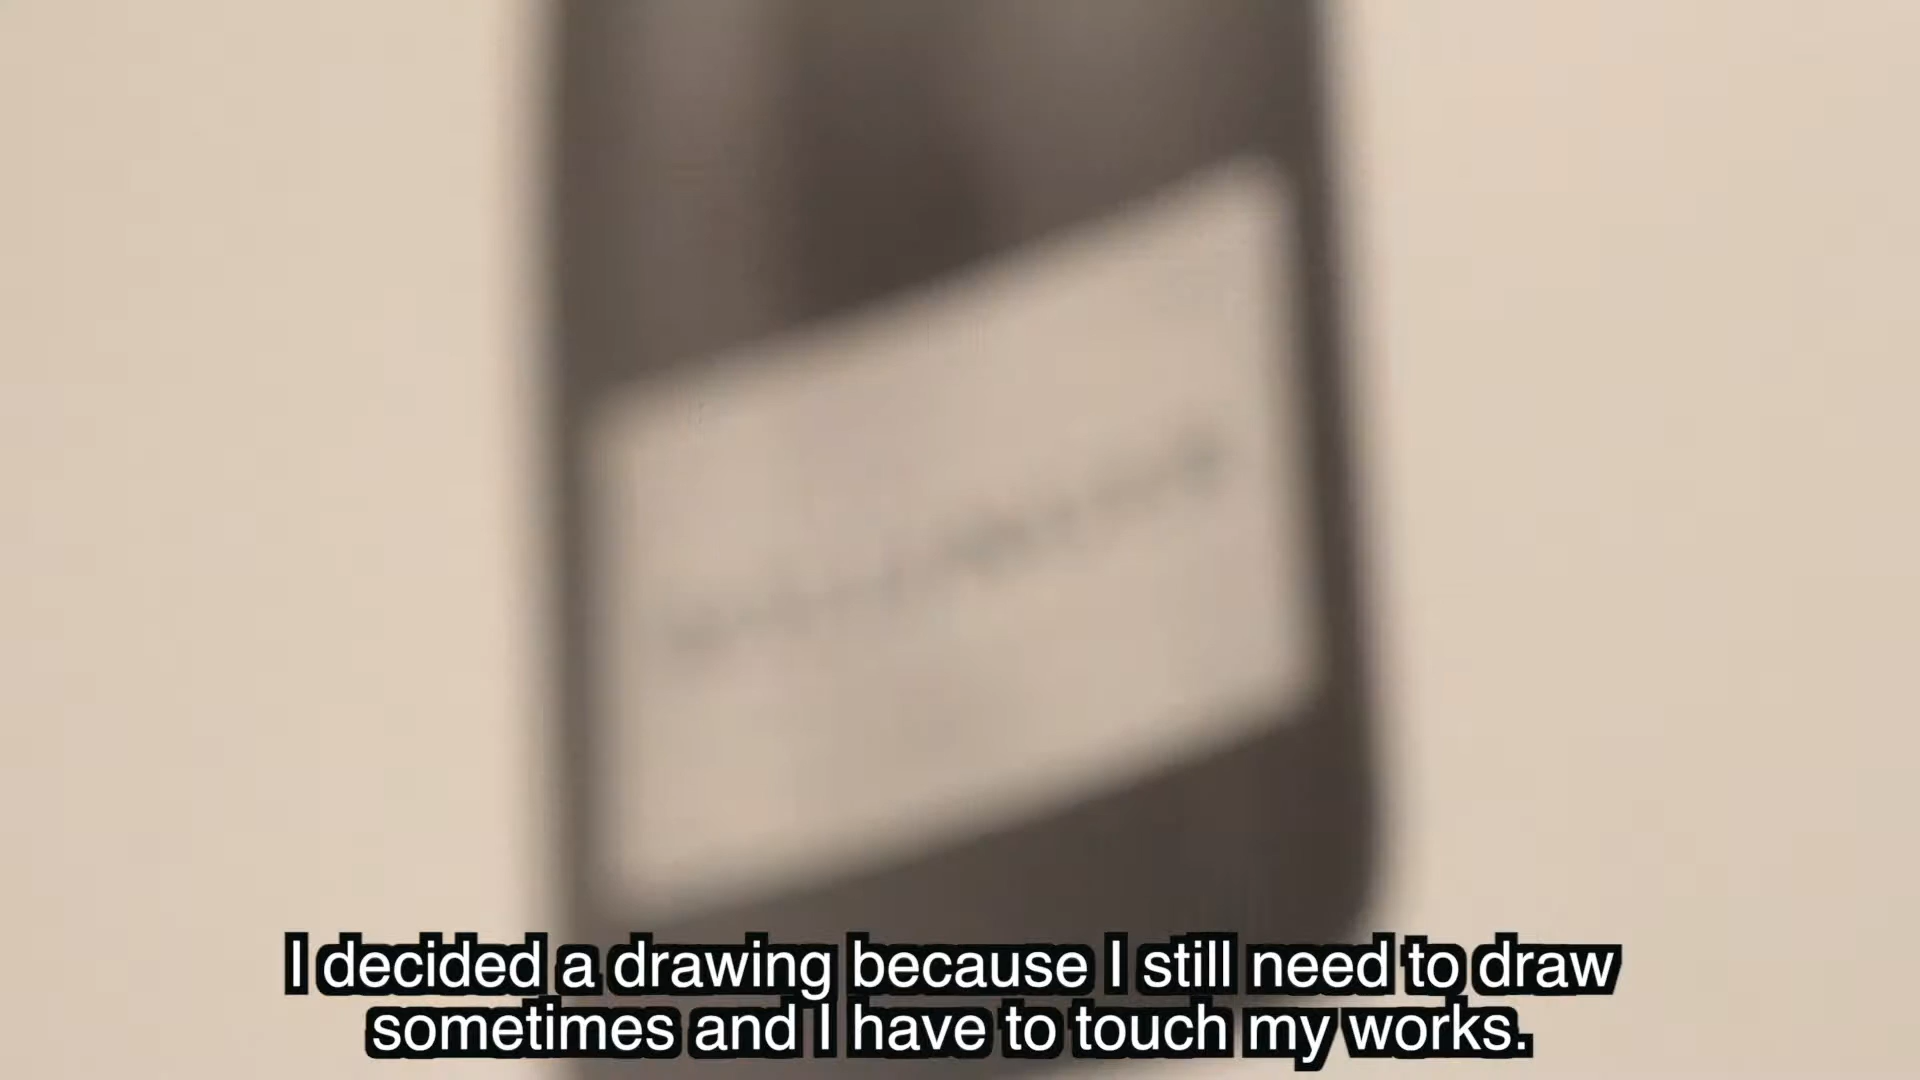 I decided a drawing because I still need to draw
sometimes and I have to touch my works.